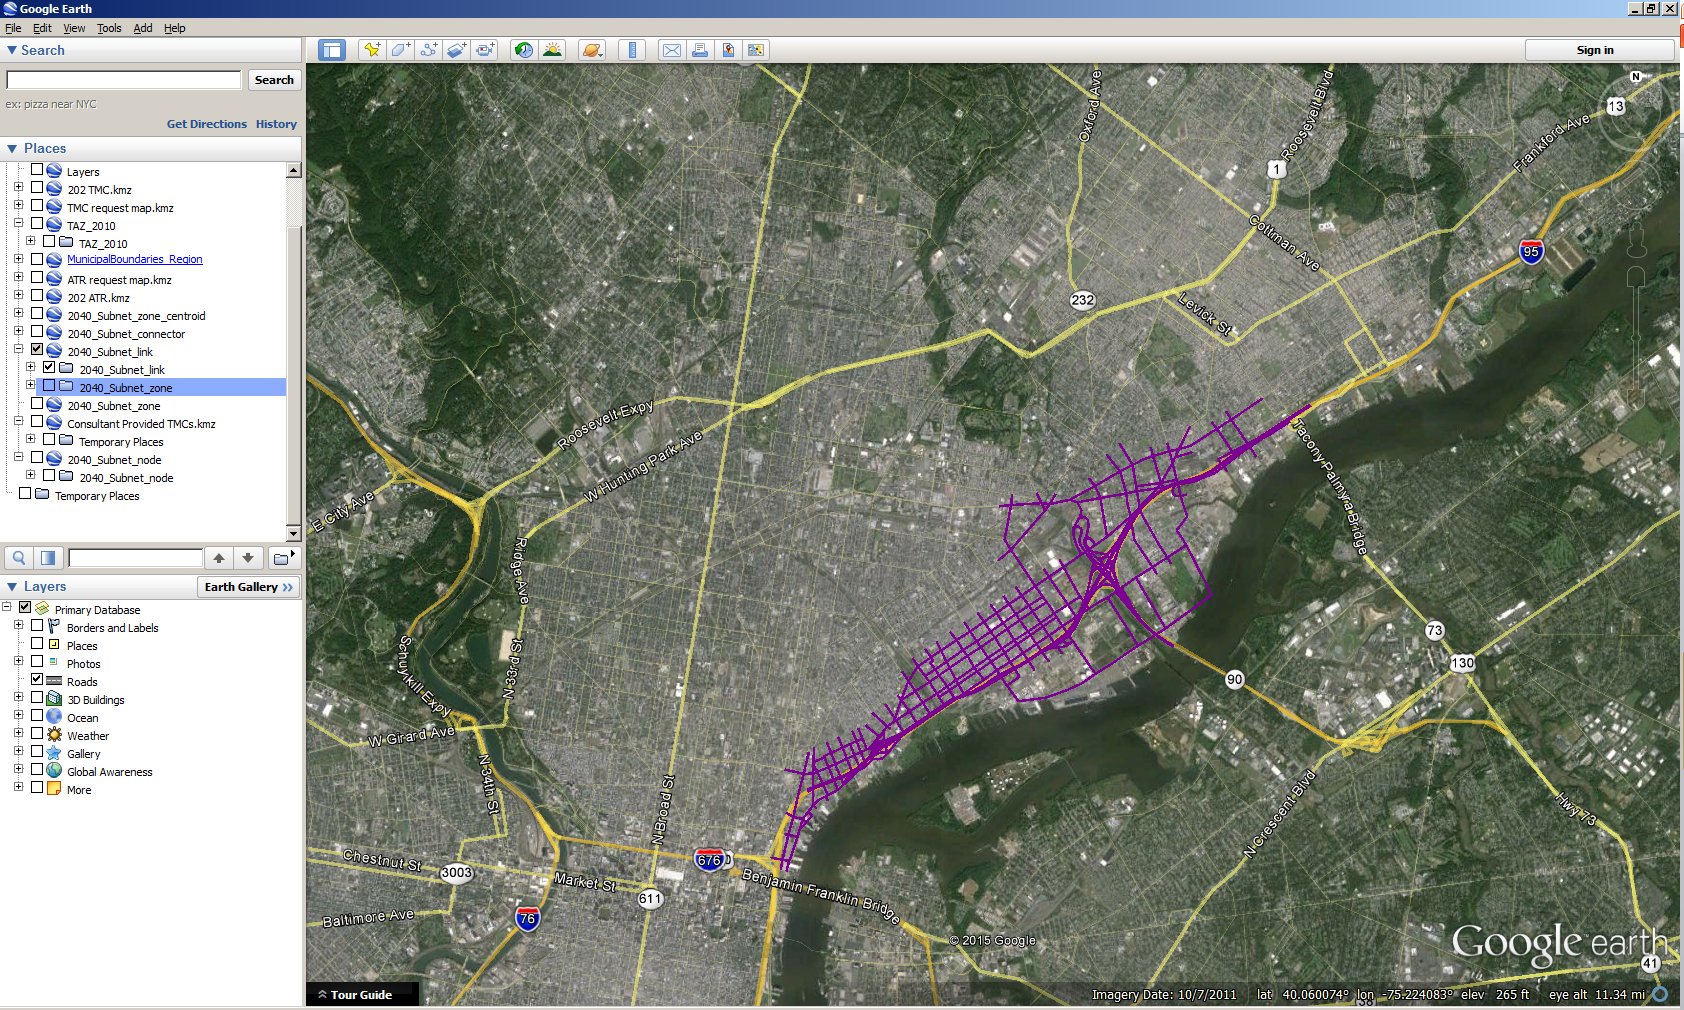 Google Earth
File Edit View Tools Add Help
Search
Search
ex: pizza near NYC
Get Directions History
Places
Layers
202 TMC.kmz
TMC request map.kmz
TAZ_2010
TAZ_2010
MunicipalBoundaries_Region
ATR request map.kmz
202 ATR.kmz
2040_Subnet_zone_centroid
2040_Subnet_connector
2040_Subnet_link
2040_Subnet_link
2040_Subnet_zone
2040_Subnet_zone
Consultant Provided TMCs.kmz
Temporary Places
2040_Subnet_node
2040_Subnet_node
Temporary Places
Layers
Earth Gallery >>
Primary Database
Borders and Labels
Places
Photos
Roads
3D Buildings
Ocean
Weather
Gallery
Global Awareness
More
Sign in
N
13
Oxford Ave
Roosevelt Blvd
Frankford Ave
1
Cottman Ave
95
232
Levick St
Roosevelt Expy
W Hunting Park Ave
E City Ave
Tacony Palmyra Bridge
Ridge Ave
73
130
90
Schuylkill Expy
N 33rd St
W Girard Ave
N 34th St
N Broad St
N Crescent Blvd
Hwy 73
Chestnut St
3003
676
Market St
611
Benjamin Franklin Bridge
Baltimore Ave
76
© 2015 Google
Google earth
41
Tour Guide
Imagery Date: 10/7/2011 lat 40.060074° lon -75.224083° elev 265 ft eye alt 11.34 mi